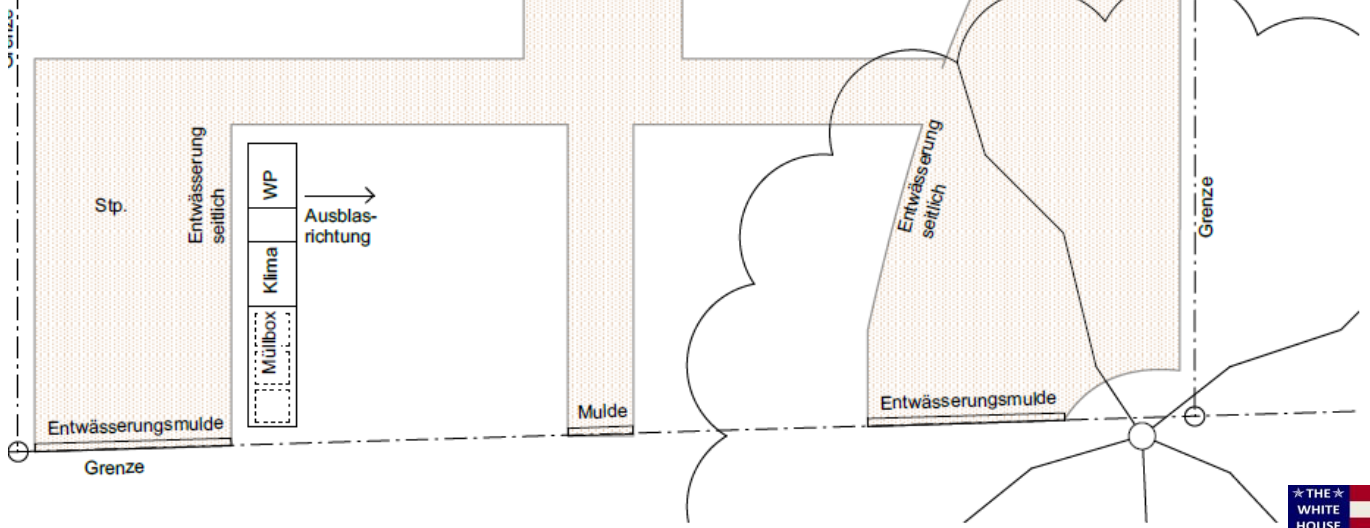 Grenze
Entwässerung
seitlich
Stp.
WP
Ausblas-
richtung
Klima
Müllbox
Entwässerungsmulde
Grenze
Mulde
Entwässerung
seitlich
Entwässerungsmulde
Grenze
★ THE ★
WHITE
HOUSE